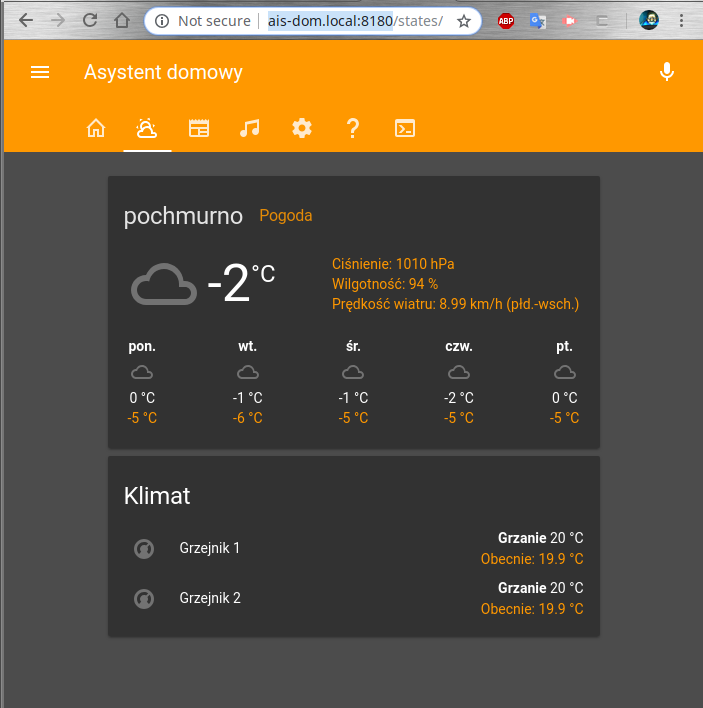 Not secure | ais-dom.local:8180/states/
ABP
Asystent domowy
pochmurno Pogoda
-2 °C
Ciśnienie: 1010 hPa
Wilgotność: 94 %
Prędkość wiatru: 8.99 km/h (płd.-wsch.)
pon. wt. śr. czw. pt.
0 °C -1 °C -1 °C -2 °C 0 °C
-5 °C -6 °C -5 °C -5 °C -5 °C
Klimat
Grzejnik 1 Grzanie 20 °C
Obecnie: 19.9 °C
Grzejnik 2 Grzanie 20 °C
Obecnie: 19.9 °C